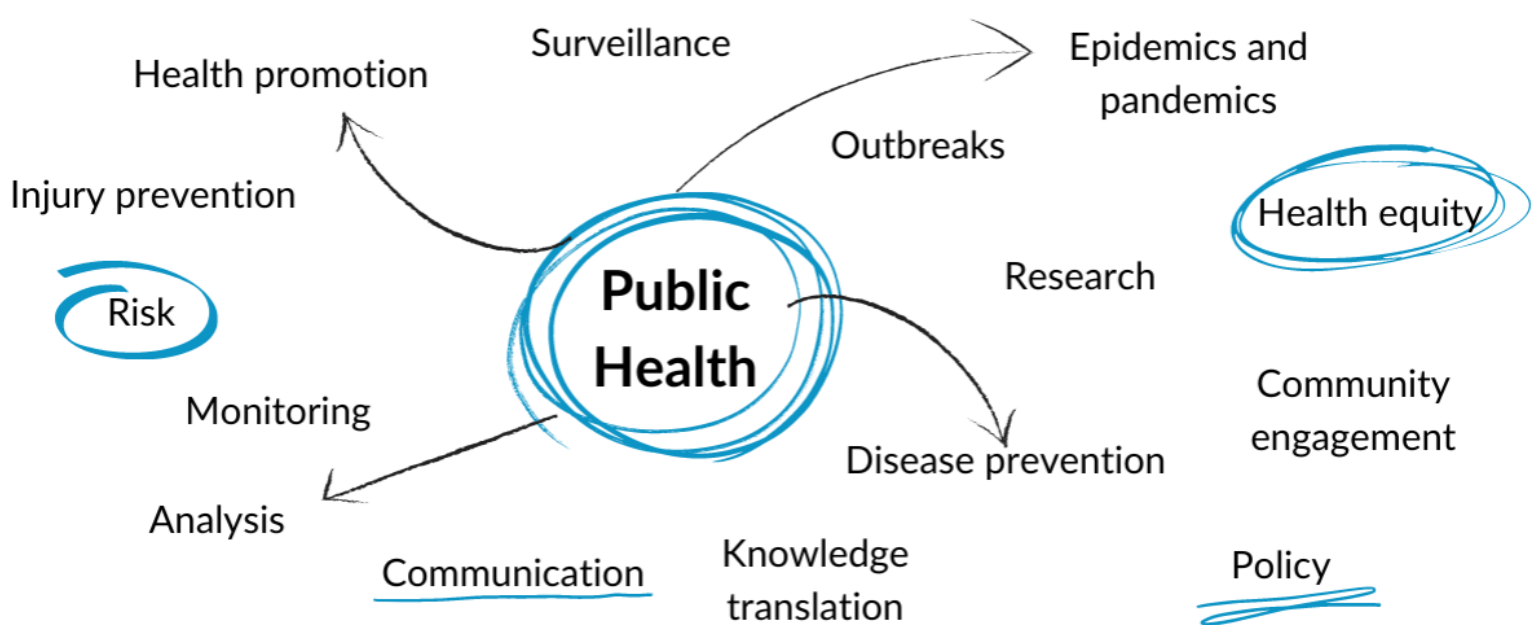 Surveillance
Epidemics and
pandemics
Health promotion
Outbreaks
Injury prevention
Health equity
Public
Health
Research
Risk
Community
engagement
Monitoring
Disease prevention
Analysis
Communication
Knowledge
translation
Policy